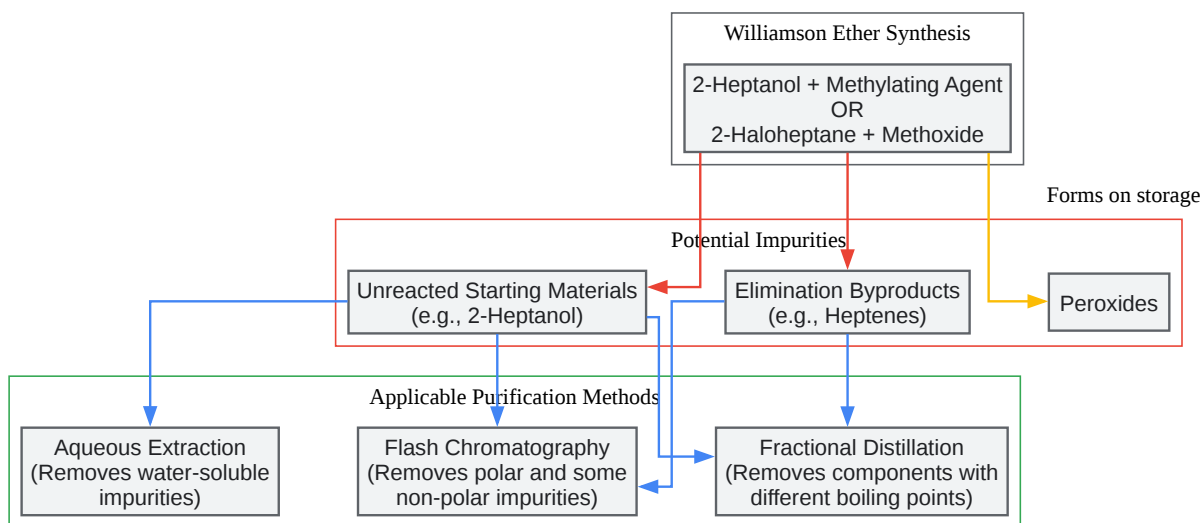 Williamson Ether Synthesis
2-Heptanol + Methylating Agent
OR
2-Haloheptane + Methoxide
Forms on storage
Potential Impurities
Unreacted Starting Materials
(e.g., 2-Heptanol)
Elimination Byproducts
(e.g., Heptenes)
Peroxides
Applicable Purification Methods
Aqueous Extraction
(Removes water-soluble
impurities)
Flash Chromatography
(Removes polar and some
non-polar impurities)
Fractional Distillation
(Removes components with
different boiling points)